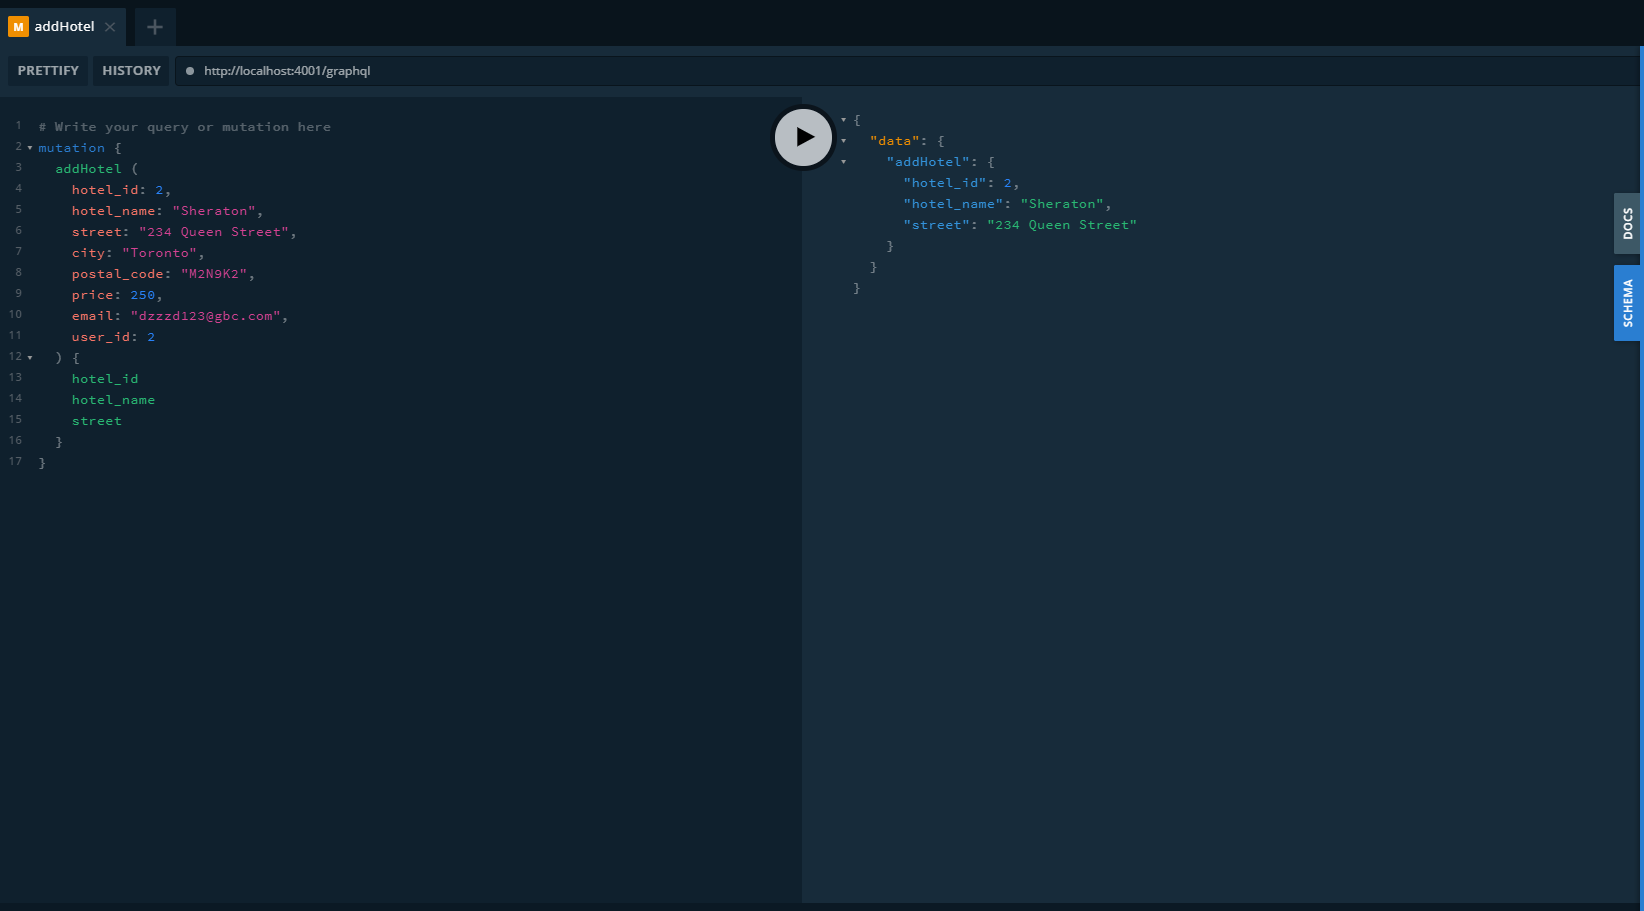 M addHotel
PRETTIFY HISTORY http://localhost:4001/graphql
1 # Write your query or mutation here
2 mutation {
3 addHotel (
4 hotel_id: 2,
5 hotel_name: "Sheraton",
6 street: "234 Queen Street",
7 city: "Toronto",
8 postal_code: "M2N9K2",
9 price: 250,
10 email: "dzzzd123@gbc.com",
11 user_id: 2
12 ) {
13 hotel_id
14 hotel_name
15 street
16 }
17 }
{
"data": {
"addHotel": {
"hotel_id": 2,
"hotel_name": "Sheraton",
"street": "234 Queen Street"
}
}
}
DOCS
SCHEMA